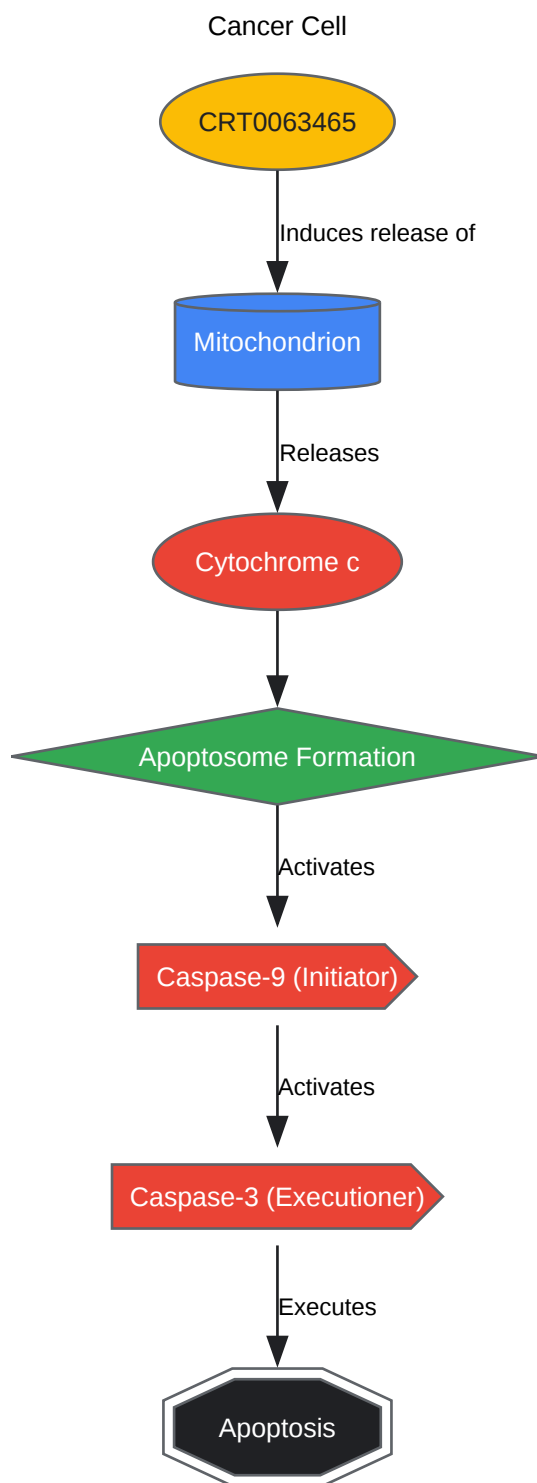 Cancer Cell
CRT0063465
Induces release of
Mitochondrion
Releases
Cytochrome c
Apoptosome Formation
Activates
Caspase-9 (Initiator)
Activates
Caspase-3 (Executioner)
Executes
Apoptosis